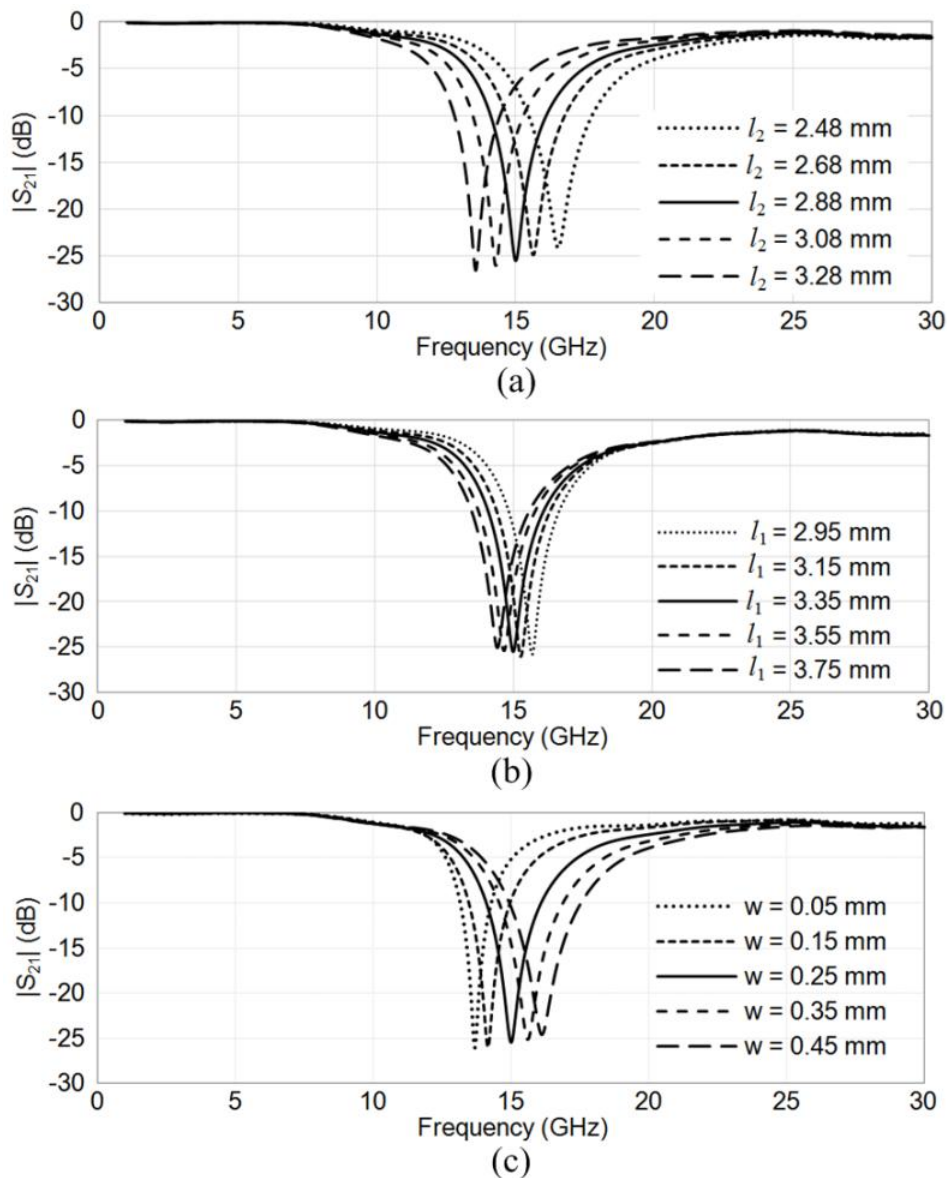 0
-5
-10
-15
-20
-25
-30
|S21| (dB)
l2 = 2.48 mm
l2 = 2.68 mm
l2 = 2.88 mm
l2 = 3.08 mm
l2 = 3.28 mm
0 5 10 15 20 25 30
Frequency (GHz)
(a)
0
-5
-10
-15
-20
-25
-30
|S21| (dB)
l1 = 2.95 mm
l1 = 3.15 mm
l1 = 3.35 mm
l1 = 3.55 mm
l1 = 3.75 mm
0 5 10 15 20 25 30
Frequency (GHz)
(b)
0
-5
-10
-15
-20
-25
-30
|S21| (dB)
w = 0.05 mm
w = 0.15 mm
w = 0.25 mm
w = 0.35 mm
w = 0.45 mm
0 5 10 15 20 25 30
Frequency (GHz)
(c)